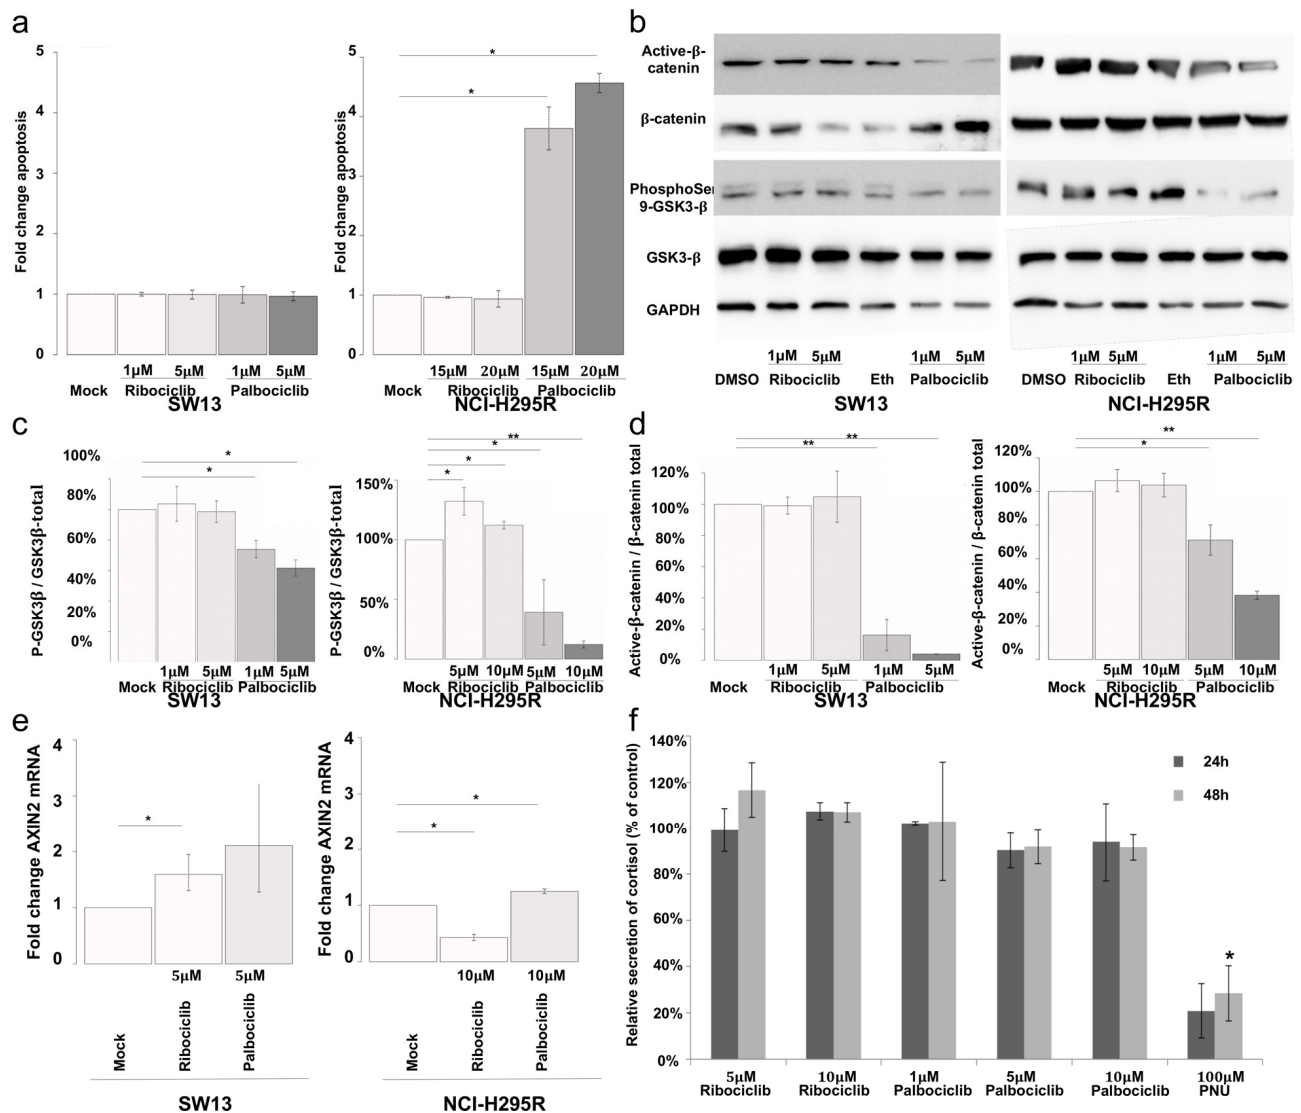 a
Fold change apoptosis
5
4
3
2
1
0
Mock
1μM
5μM
1μM
5μM
Ribociclib
Palbociclib
SW13
Fold change apoptosis
5
4
3
2
1
0
*
*
Mock
15μM
20μM
15μM
20μM
Ribociclib
Palbociclib
NCI-H295R
b
Active-β-
catenin
β-catenin
PhosphoSer
9-GSK3-β
GSK3-β
GAPDH
1μM 5μM
1μM 5μM
DMSO Ribociclib Eth Palbociclib
SW13
1μM 5μM
1μM 5μM
DMSO Ribociclib Eth Palbociclib
NCI-H295R
c
P-GSK3β / GSK3β-total
100%
80%
60%
40%
20%
0%
*
*
1μM 5μM 1μM 5μM
Mock Ribociclib Palbociclib
SW13
P-GSK3β / GSK3β-total
150%
100%
50%
0%
**
*
*
*
5μM 10μM 5μM 10μM
Mock Ribociclib Palbociclib
NCI-H295R
d
Active-β-catenin / β-catenin total
120%
100%
80%
60%
40%
20%
0%
**
**
1μM 5μM 1μM 5μM
Mock Ribociclib Palbociclib
SW13
Active-β-catenin / β-catenin total
120%
100%
80%
60%
40%
20%
0%
**
*
5μM 10μM 5μM 10μM
Mock Ribociclib Palbociclib
NCI-H295R
e
Fold change AXIN2 mRNA
4
3
2
1
0
*
5μM
5μM
Mock
Ribociclib
Palbociclib
SW13
Fold change AXIN2 mRNA
4
3
2
1
0
*
*
10μM
10μM
Mock
Ribociclib
Palbociclib
NCI-H295R
f
Relative secretion of cortisol (% of control)
140%
120%
100%
80%
60%
40%
20%
0%
24h
48h
*
5μM
Ribociclib
10μM
Ribociclib
1μM
Palbociclib
5μM
Palbociclib
10μM
Palbociclib
100μM
PNU